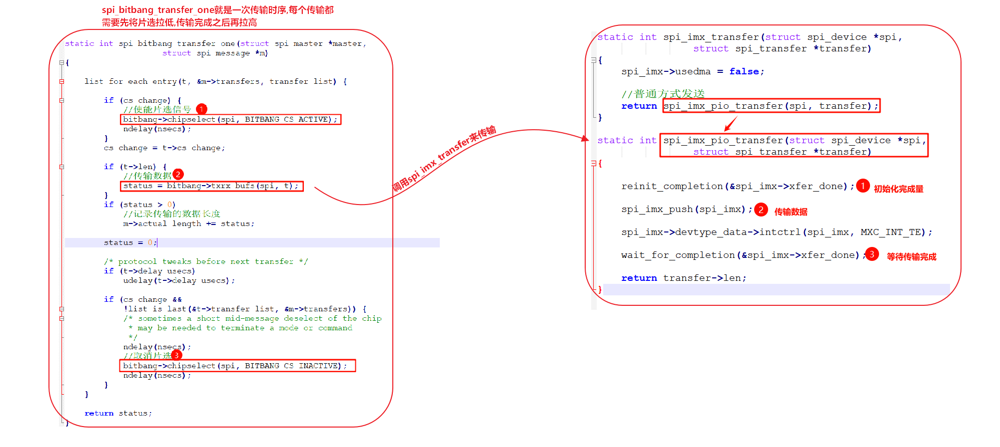 spi_bitbang_transfer_one就是一次传输时序,每个传输都
需要先将片选拉低,传输完成之后再拉高
static int spi_bitbang_transfer_one(struct spi_master *master,
struct spi_message *m)
{
list_for_each_entry(t, &m->transfers, transfer_list) {
if (cs_change) {
//使能片选信号 1
bitbang->chipselect(spi, BITBANG_CS_ACTIVE);
ndelay(nsecs);
}
cs_change = t->cs_change;
if (t->len) {
//传输数据 2
status = bitbang->txrx_bufs(spi, t);
}
if (status > 0)
//记录传输的数据长度
m->actual_length += status;
status = 0;
/* protocol tweaks before next transfer */
if (t->delay_usecs)
udelay(t->delay_usecs);
if (cs_change &&
!list_is_last(&t->transfer_list, &m->transfers)) {
/* sometimes a short mid-message deselect of the chip
* may be needed to terminate a mode or command
*/
ndelay(nsecs);
//取消片选 3
bitbang->chipselect(spi, BITBANG_CS_INACTIVE);
ndelay(nsecs);
}
}
return status;
}
调用spi_imx_transfer来传输
static int spi_imx_transfer(struct spi_device *spi,
struct spi_transfer *transfer)
{
spi_imx->usedma = false;
//普通方式发送
return spi_imx_pio_transfer(spi, transfer);
}
static int spi_imx_pio_transfer(struct spi_device *spi,
struct spi_transfer *transfer)
{
reinit_completion(&spi_imx->xfer_done); 1 初始化完成量
spi_imx_push(spi_imx); 2 传输数据
spi_imx->devtype_data->intctrl(spi_imx, MXC_INT_TE);
wait_for_completion(&spi_imx->xfer_done); 3 等待传输完成
return transfer->len;
}